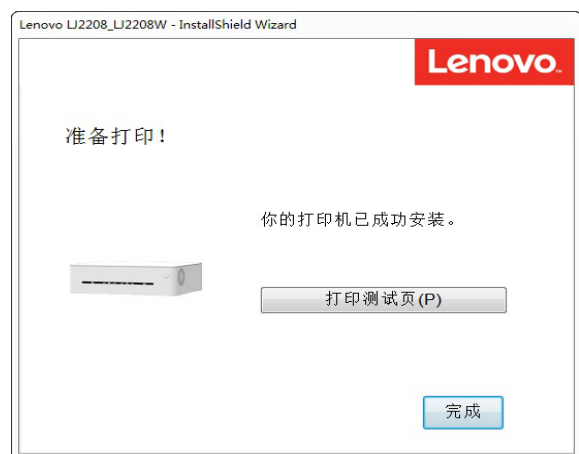 Lenovo LJ2208_LJ2208W - InstallShield Wizard
Lenovo
准备打印！
你的打印机已成功安装。
打印测试页(P)
完成